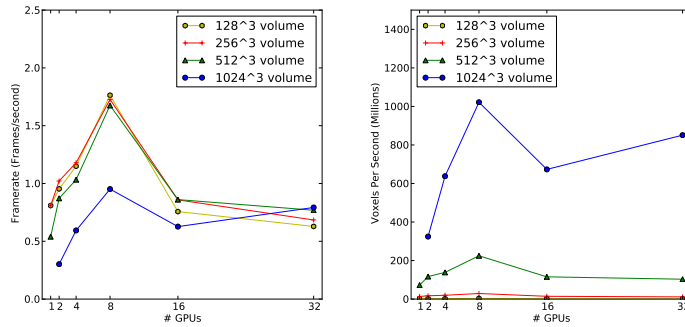 2.5
2.0
1.5
1.0
0.5
0.0
Framerate (Frames/second)
1 2 4 8 16 32
# GPUs
128^3 volume
256^3 volume
512^3 volume
1024^3 volume
1400
1200
1000
800
600
400
200
0
Voxels Per Second (Millions)
1 2 4 8 16 32
# GPUs
128^3 volume
256^3 volume
512^3 volume
1024^3 volume